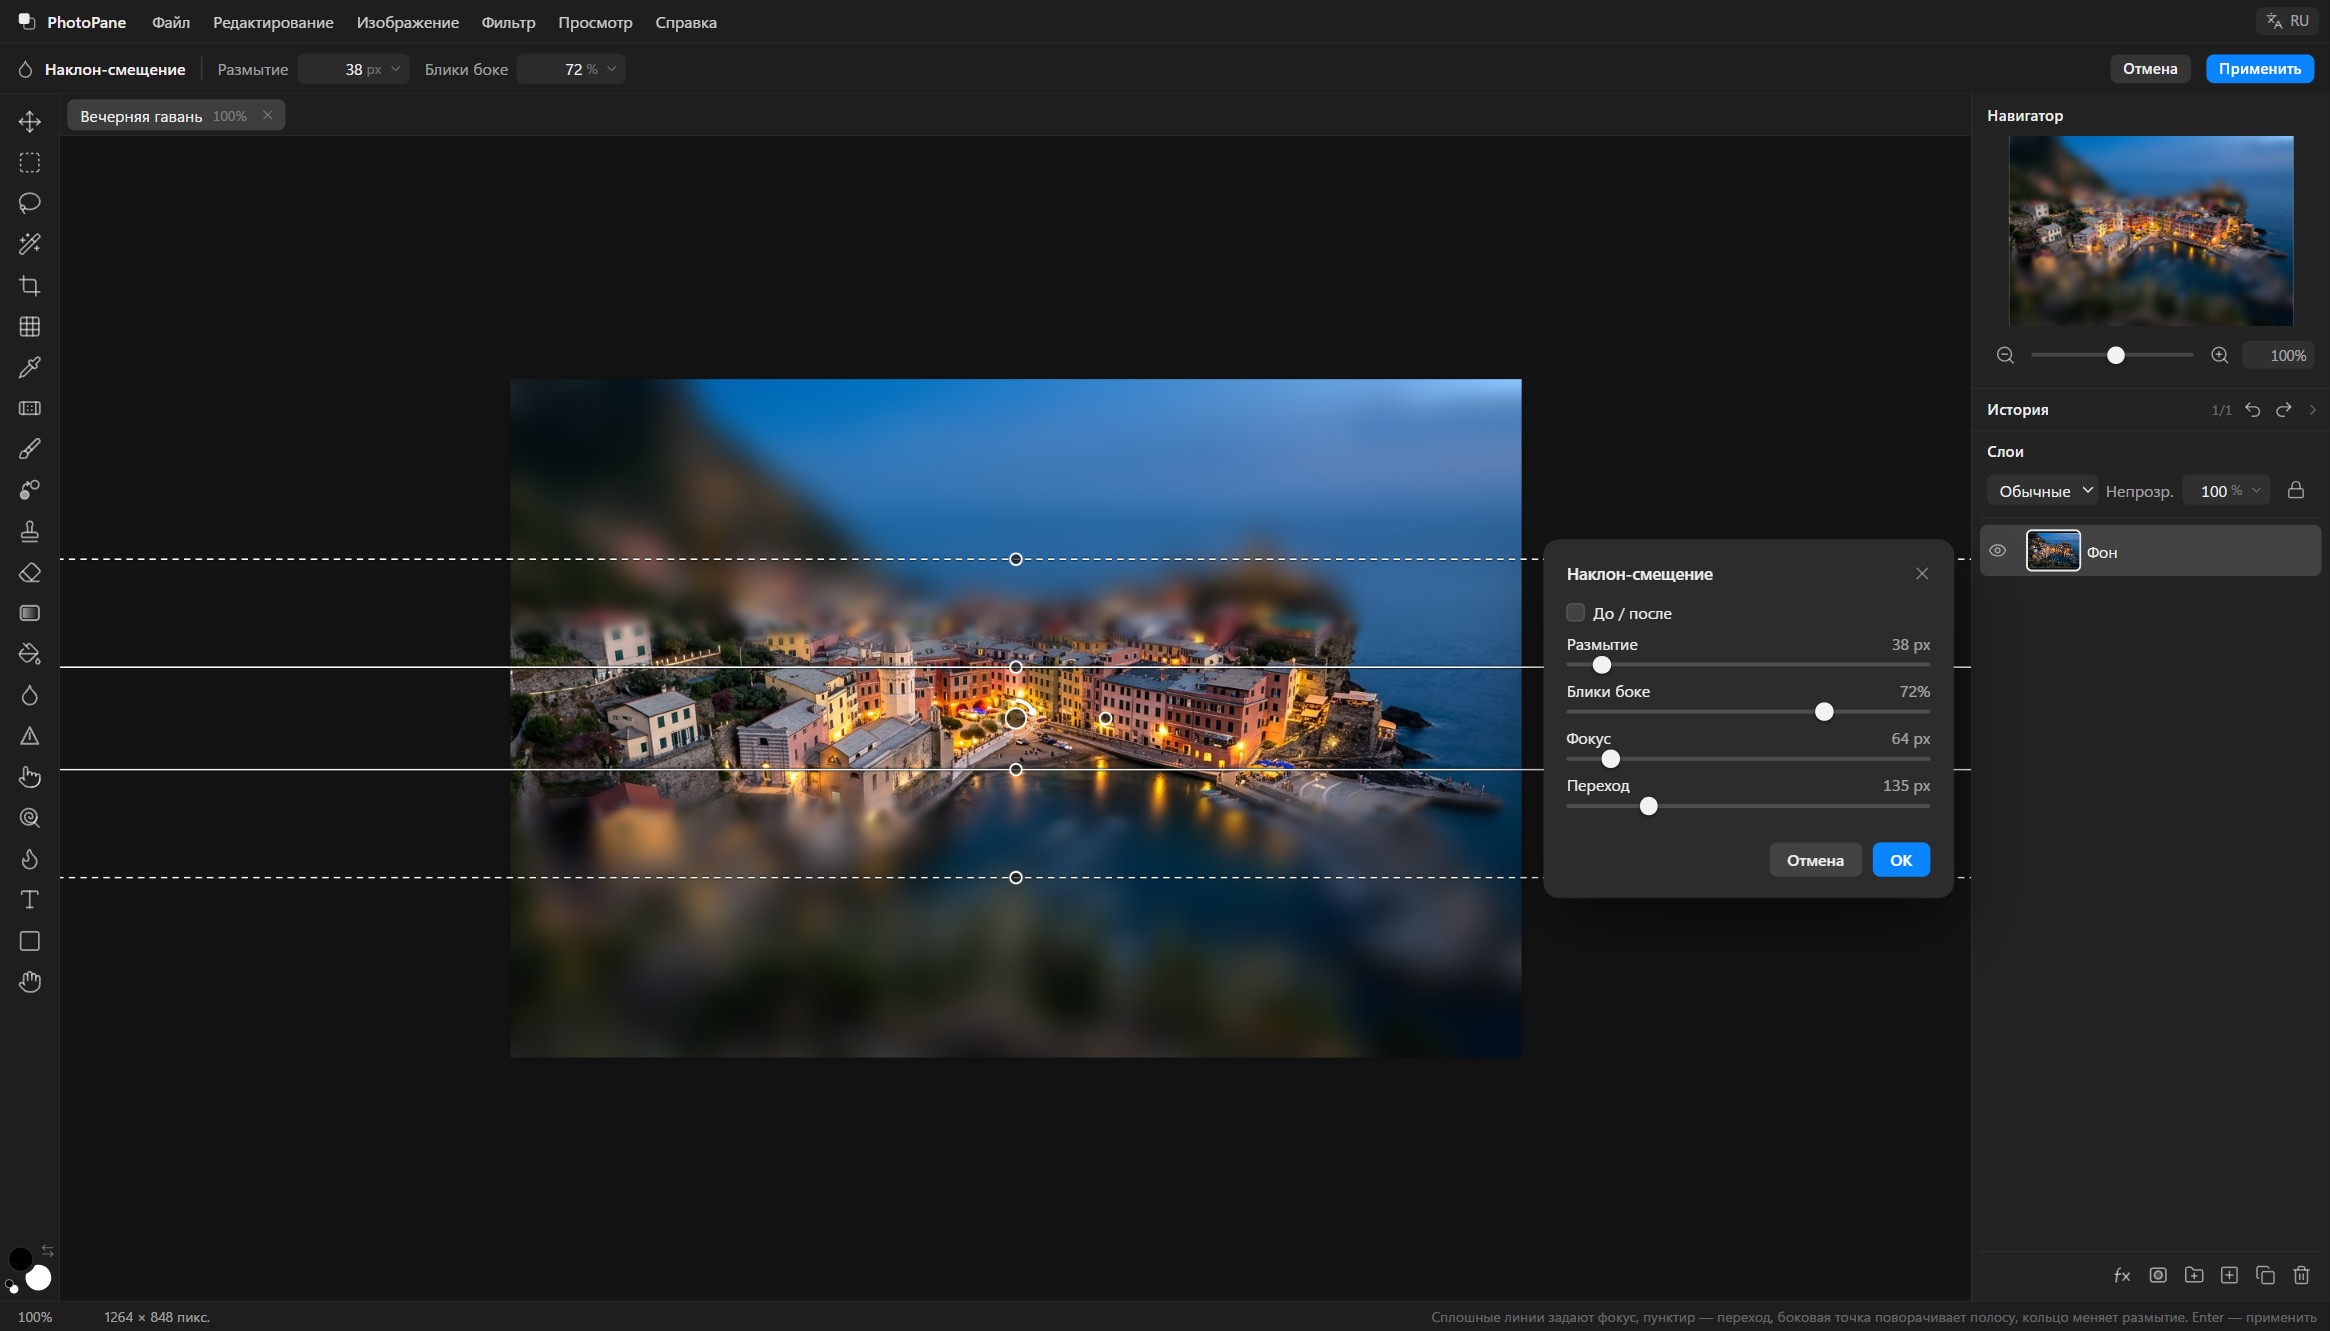 PhotoPane Файл Редактирование Изображение Фильтр Просмотр Справка RU
Наклон-смещение Размытие 38 px Блики боке 72 % Отмена Применить
Вечерняя гавань 100%
Навигатор
100%
История 1/1
Слои
Обычные Непрозр. 100 %
Фон
Наклон-смещение
До / после
Размытие 38 px
Блики боке 72%
Фокус 64 px
Переход 135 px
Отмена OK
fx
100% 1264 × 848 пикс. Сплошные линии задают фокус, пунктир — переход, боковая точка поворачивает полосу, кольцо меняет размытие. Enter — применить